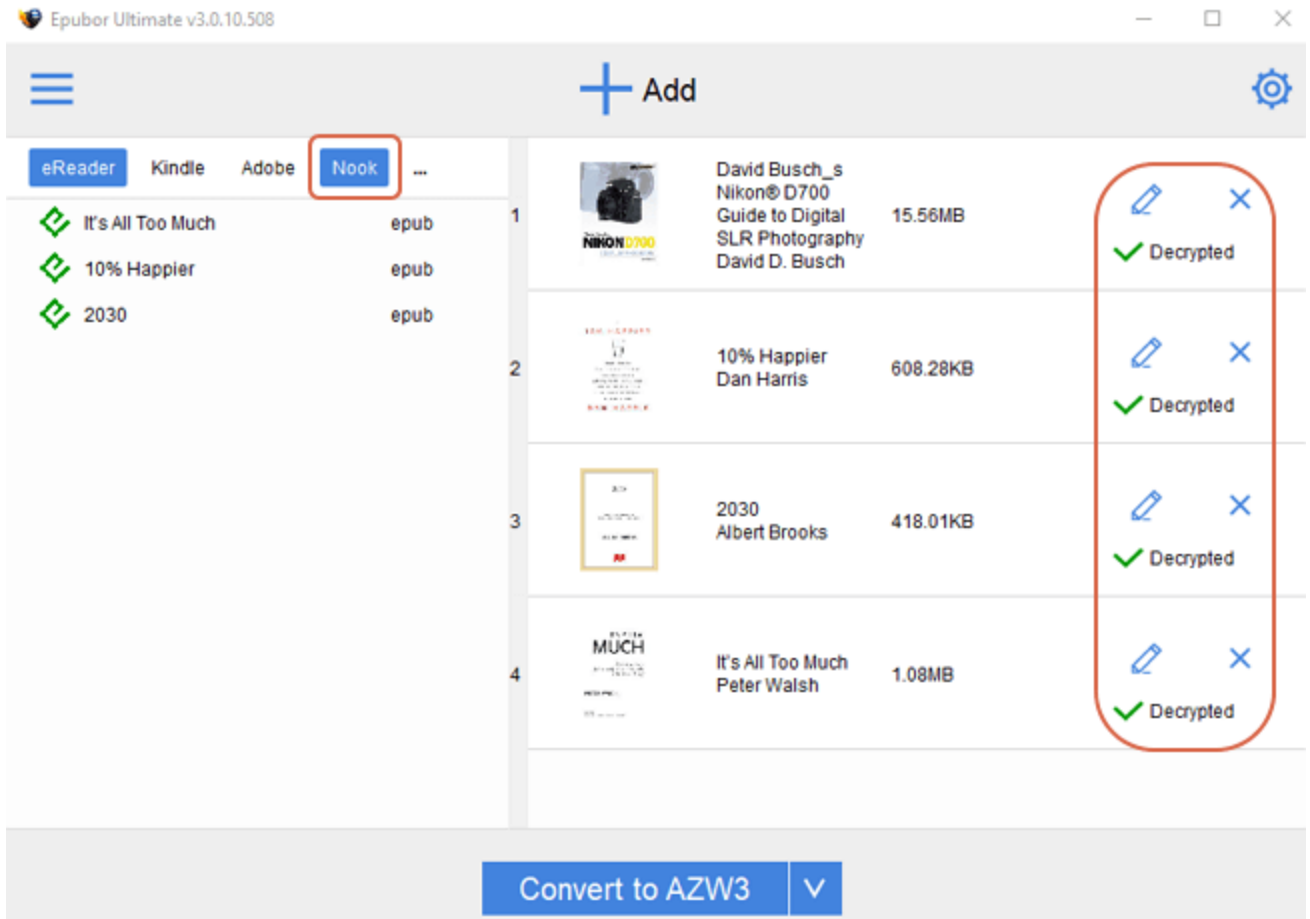 Epubor Ultimate v3.0.10.508
Add
eReader Kindle Adobe Nook ...
It's All Too Much epub
10% Happier epub
2030 epub
1
NIKON D700
David Busch_s
Nikon® D700
Guide to Digital
SLR Photography
David D. Busch
15.56MB
Decrypted
2
10% Happier
Dan Harris
608.28KB
Decrypted
3
2030
Albert Brooks
418.01KB
Decrypted
4
MUCH
It's All Too Much
Peter Walsh
1.08MB
Decrypted
Convert to AZW3